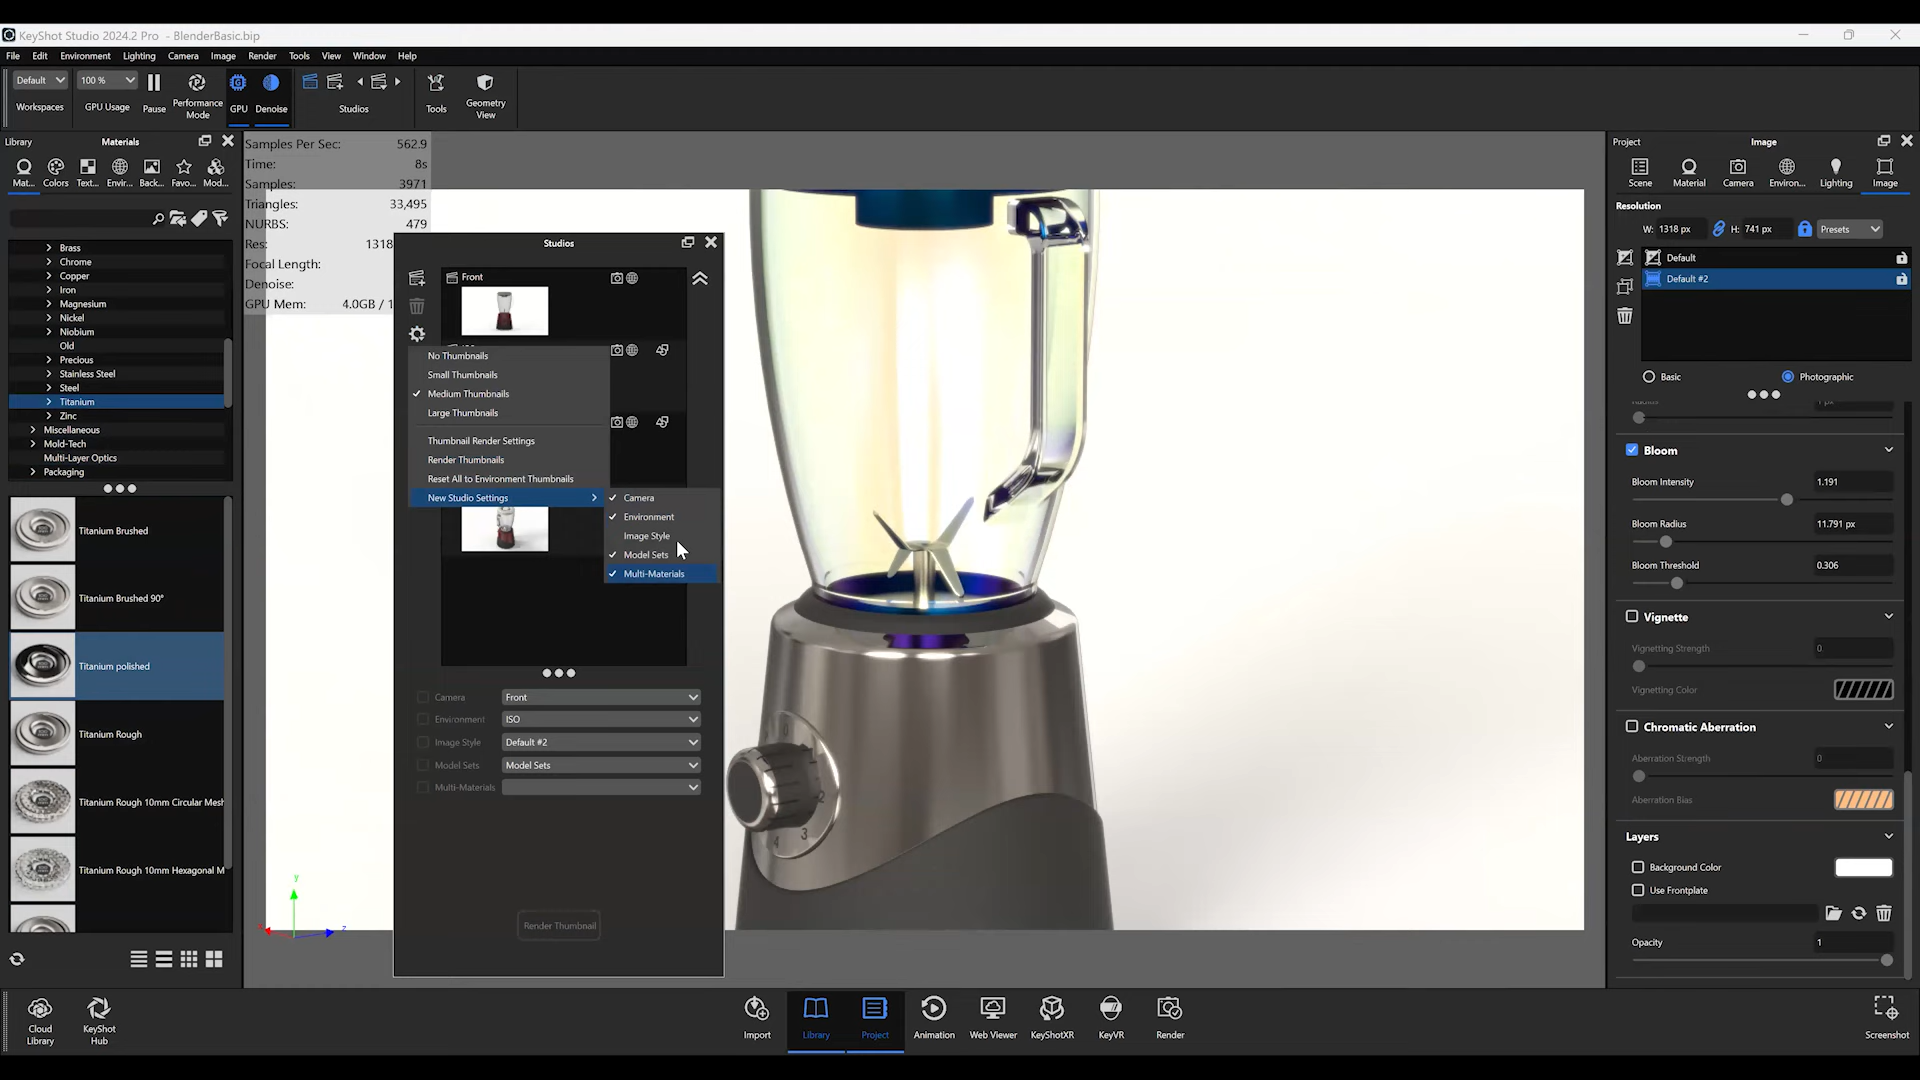 KeyShot Studio 2024.2 Pro - BlenderBasic.bip
File Edit Environment Lighting Camera Image Render Tools View Window Help
Default
100 %
Workspaces
GPU Usage
Pause
Performance
Mode
GPU
Denoise
Studios
Tools
Geometry
View
Library
Materials
Mat...
Colors
Text...
Envir...
Back...
Favo...
Mod...
Brass
Chrome
Copper
Iron
Magnesium
Nickel
Niobium
Old
Precious
Stainless Steel
Steel
Titanium
Zinc
Miscellaneous
Mold-Tech
Multi-Layer Optics
Packaging
Titanium Brushed
Titanium Brushed 90°
Titanium polished
Titanium Rough
Titanium Rough 10mm Circular Mesh
Titanium Rough 10mm Hexagonal M
Samples Per Sec: 562.9
Time: 8s
Samples: 3971
Triangles: 33,495
NURBS: 479
Res: 1318
Focal Length:
Denoise:
GPU Mem: 4.0GB / 1
Studios
Front
No Thumbnails
Small Thumbnails
Medium Thumbnails
Large Thumbnails
Thumbnail Render Settings
Render Thumbnails
Reset All to Environment Thumbnails
New Studio Settings
Camera
Environment
Image Style
Model Sets
Multi-Materials
Camera Front
Environment ISO
Image Style Default #2
Model Sets Model Sets
Multi-Materials
Render Thumbnail
1
2
3
4
y
z
Project
Image
Scene
Material
Camera
Environ...
Lighting
Image
Resolution
W: 1318 px H: 741 px Presets
Default
Default #2
Basic
Photographic
Bloom
Bloom Intensity 1.191
Bloom Radius 11.791 px
Bloom Threshold 0.306
Vignette
Vignetting Strength 0
Vignetting Color
Chromatic Aberration
Aberration Strength 0
Aberration Bias
Layers
Background Color
Use Frontplate
Opacity 1
Cloud
Library
KeyShot
Hub
Import
Library
Project
Animation
Web Viewer
KeyShotXR
KeyVR
Render
Screenshot